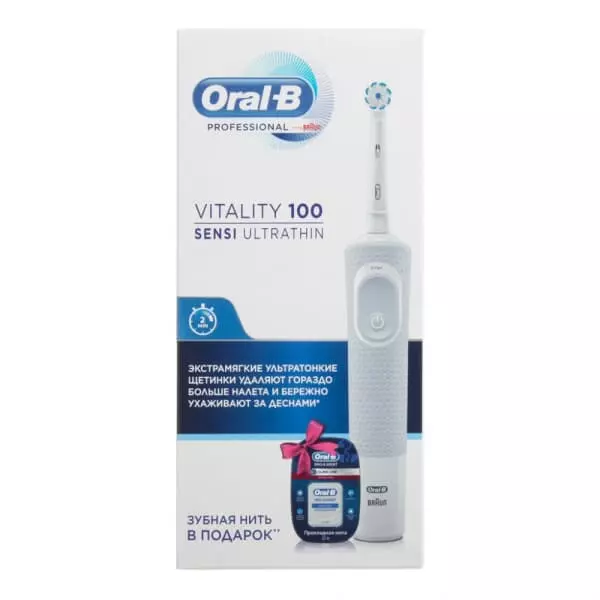 Oral-B
PROFESSIONAL
BRAUN
VITALITY 100
SENSI ULTRATHIN
2
MIN
ЭКСТРАМЯГКИЕ УЛЬТРАТОНКИЕ
ЩЕТИНКИ УДАЛЯЮТ ГОРАЗДО
БОЛЬШЕ НАЛЕТА И БЕРЕЖНО
УХАЖИВАЮТ ЗА ДЕСНАМИ*
Oral-B
Oral-B
ЗУБНАЯ НИТЬ
В ПОДАРОК**
Oral-B
BRAUN